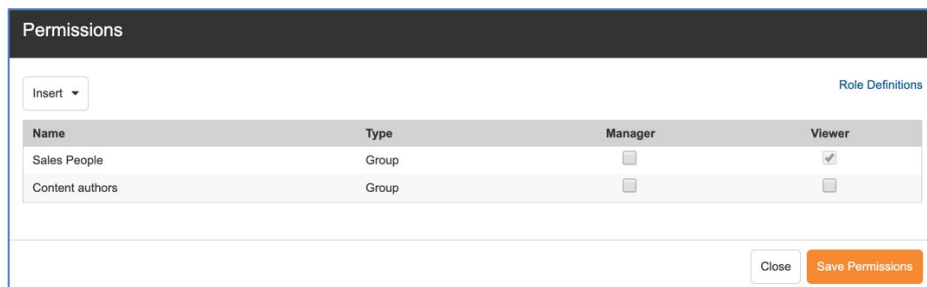 Permissions
Insert
Role Definitions
Name Type Manager Viewer
Sales People Group
Content authors Group
Close Save Permissions